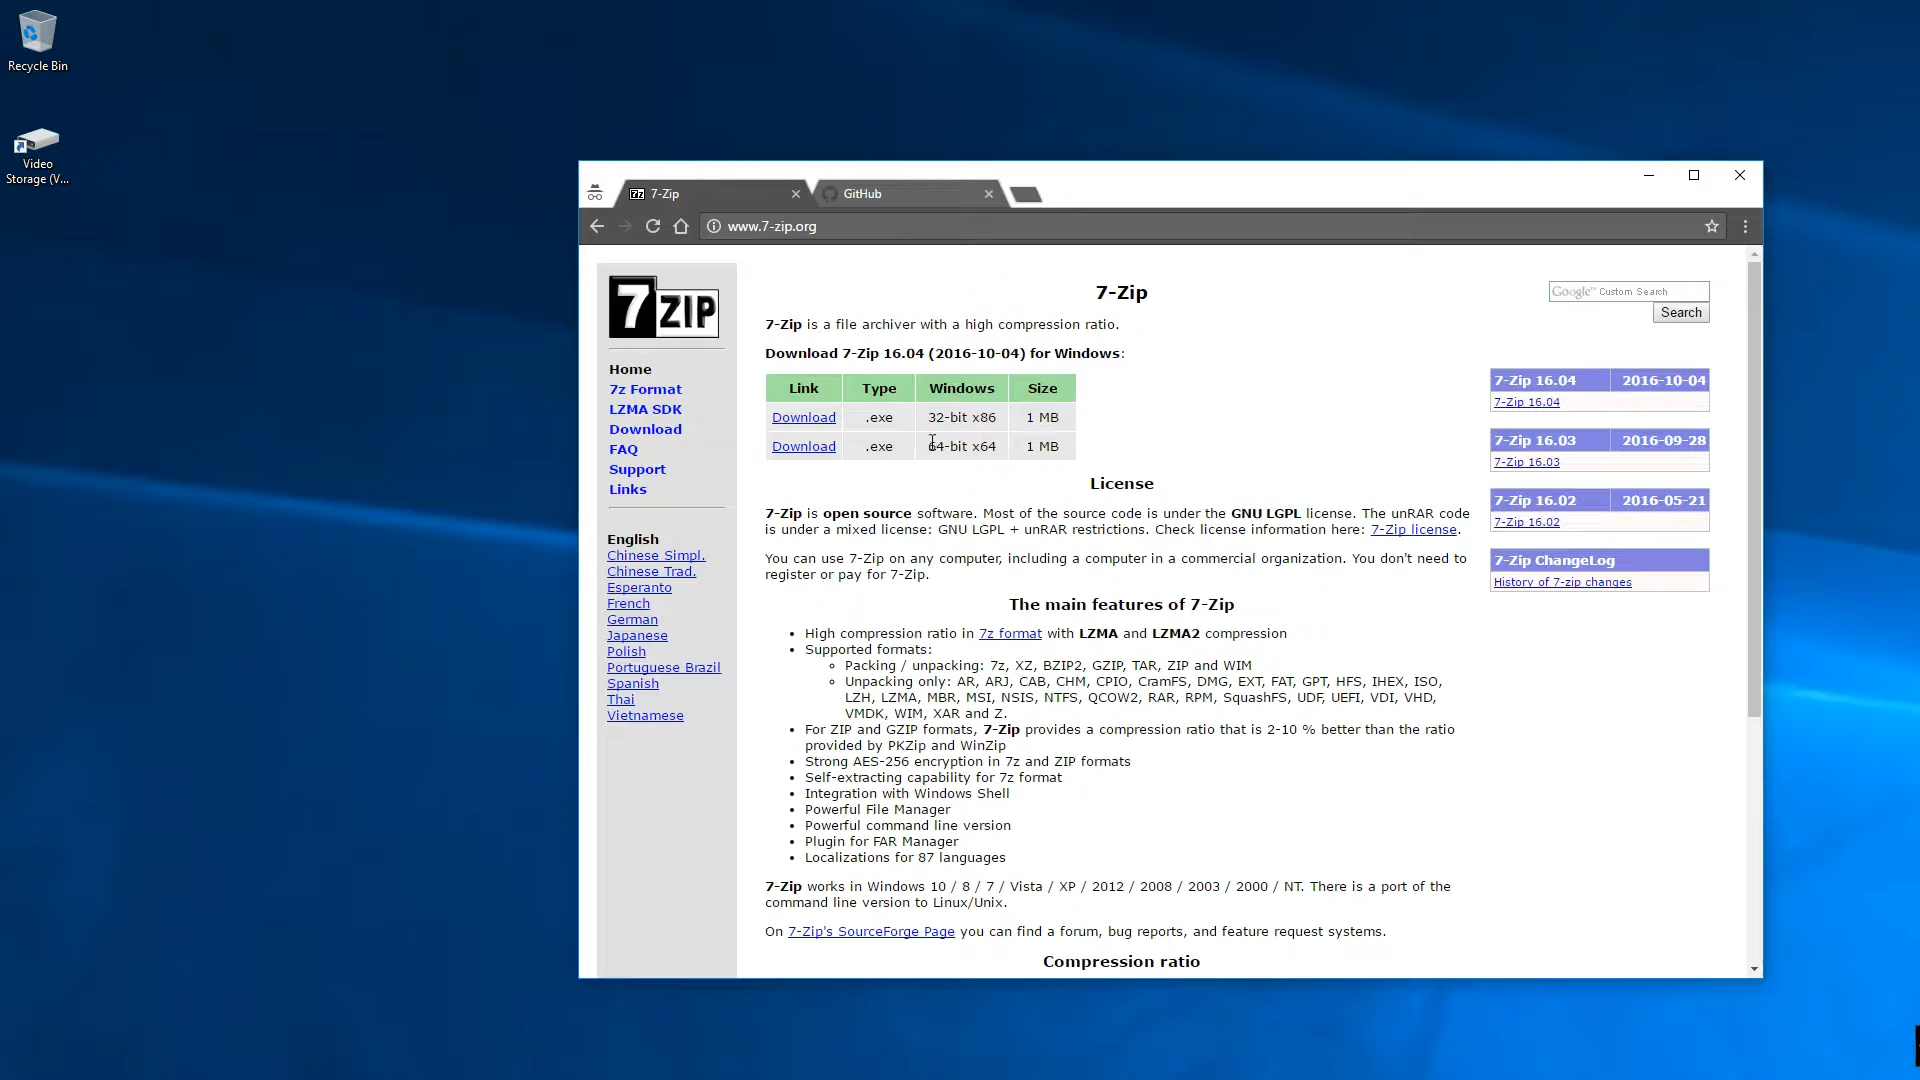 Recycle Bin
Video
Storage (V...
7-Zip
GitHub
www.7-zip.org
7ZIP
Home
7z Format
LZMA SDK
Download
FAQ
Support
Links
English
Chinese Simpl.
Chinese Trad.
Esperanto
French
German
Japanese
Polish
Portuguese Brazil
Spanish
Thai
Vietnamese
7-Zip
7-Zip is a file archiver with a high compression ratio.
Download 7-Zip 16.04 (2016-10-04) for Windows:
Link Type Windows Size
Download .exe 32-bit x86 1 MB
Download .exe 64-bit x64 1 MB
License
7-Zip is open source software. Most of the source code is under the GNU LGPL license. The unRAR code
is under a mixed license: GNU LGPL + unRAR restrictions. Check license information here: 7-Zip license.
You can use 7-Zip on any computer, including a computer in a commercial organization. You don't need to
register or pay for 7-Zip.
The main features of 7-Zip
• High compression ratio in 7z format with LZMA and LZMA2 compression
• Supported formats:
◦ Packing / unpacking: 7z, XZ, BZIP2, GZIP, TAR, ZIP and WIM
◦ Unpacking only: AR, ARJ, CAB, CHM, CPIO, CramFS, DMG, EXT, FAT, GPT, HFS, IHEX, ISO,
LZH, LZMA, MBR, MSI, NSIS, NTFS, QCOW2, RAR, RPM, SquashFS, UDF, UEFI, VDI, VHD,
VMDK, WIM, XAR and Z.
• For ZIP and GZIP formats, 7-Zip provides a compression ratio that is 2-10 % better than the ratio
provided by PKZip and WinZip
• Strong AES-256 encryption in 7z and ZIP formats
• Self-extracting capability for 7z format
• Integration with Windows Shell
• Powerful File Manager
• Powerful command line version
• Plugin for FAR Manager
• Localizations for 87 languages
7-Zip works in Windows 10 / 8 / 7 / Vista / XP / 2012 / 2008 / 2003 / 2000 / NT. There is a port of the
command line version to Linux/Unix.
On 7-Zip's SourceForge Page you can find a forum, bug reports, and feature request systems.
Compression ratio
Google™ Custom Search
Search
7-Zip 16.04 2016-10-04
7-Zip 16.04
7-Zip 16.03 2016-09-28
7-Zip 16.03
7-Zip 16.02 2016-05-21
7-Zip 16.02
7-Zip ChangeLog
History of 7-zip changes